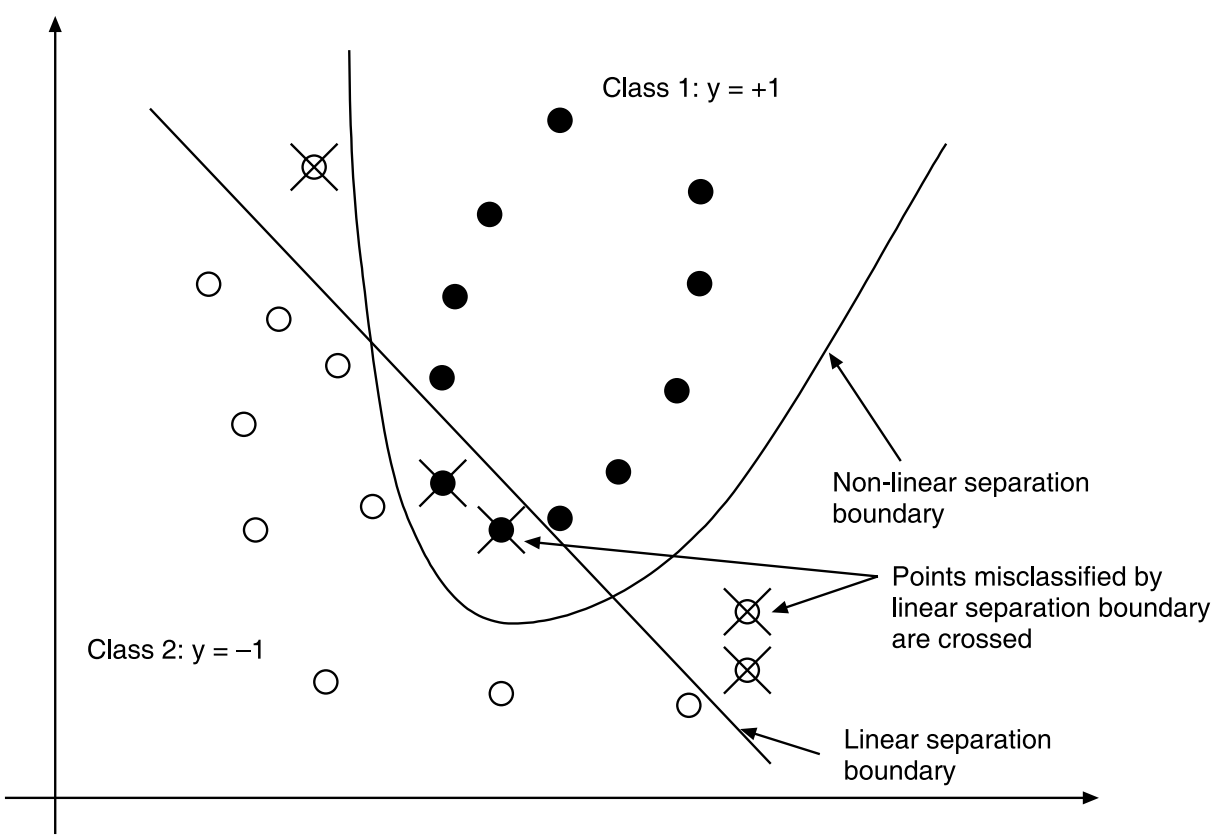 Class 1: y = +1
Non-linear separation
boundary
Points misclassified by
linear separation boundary
are crossed
Class 2: y = –1
Linear separation
boundary